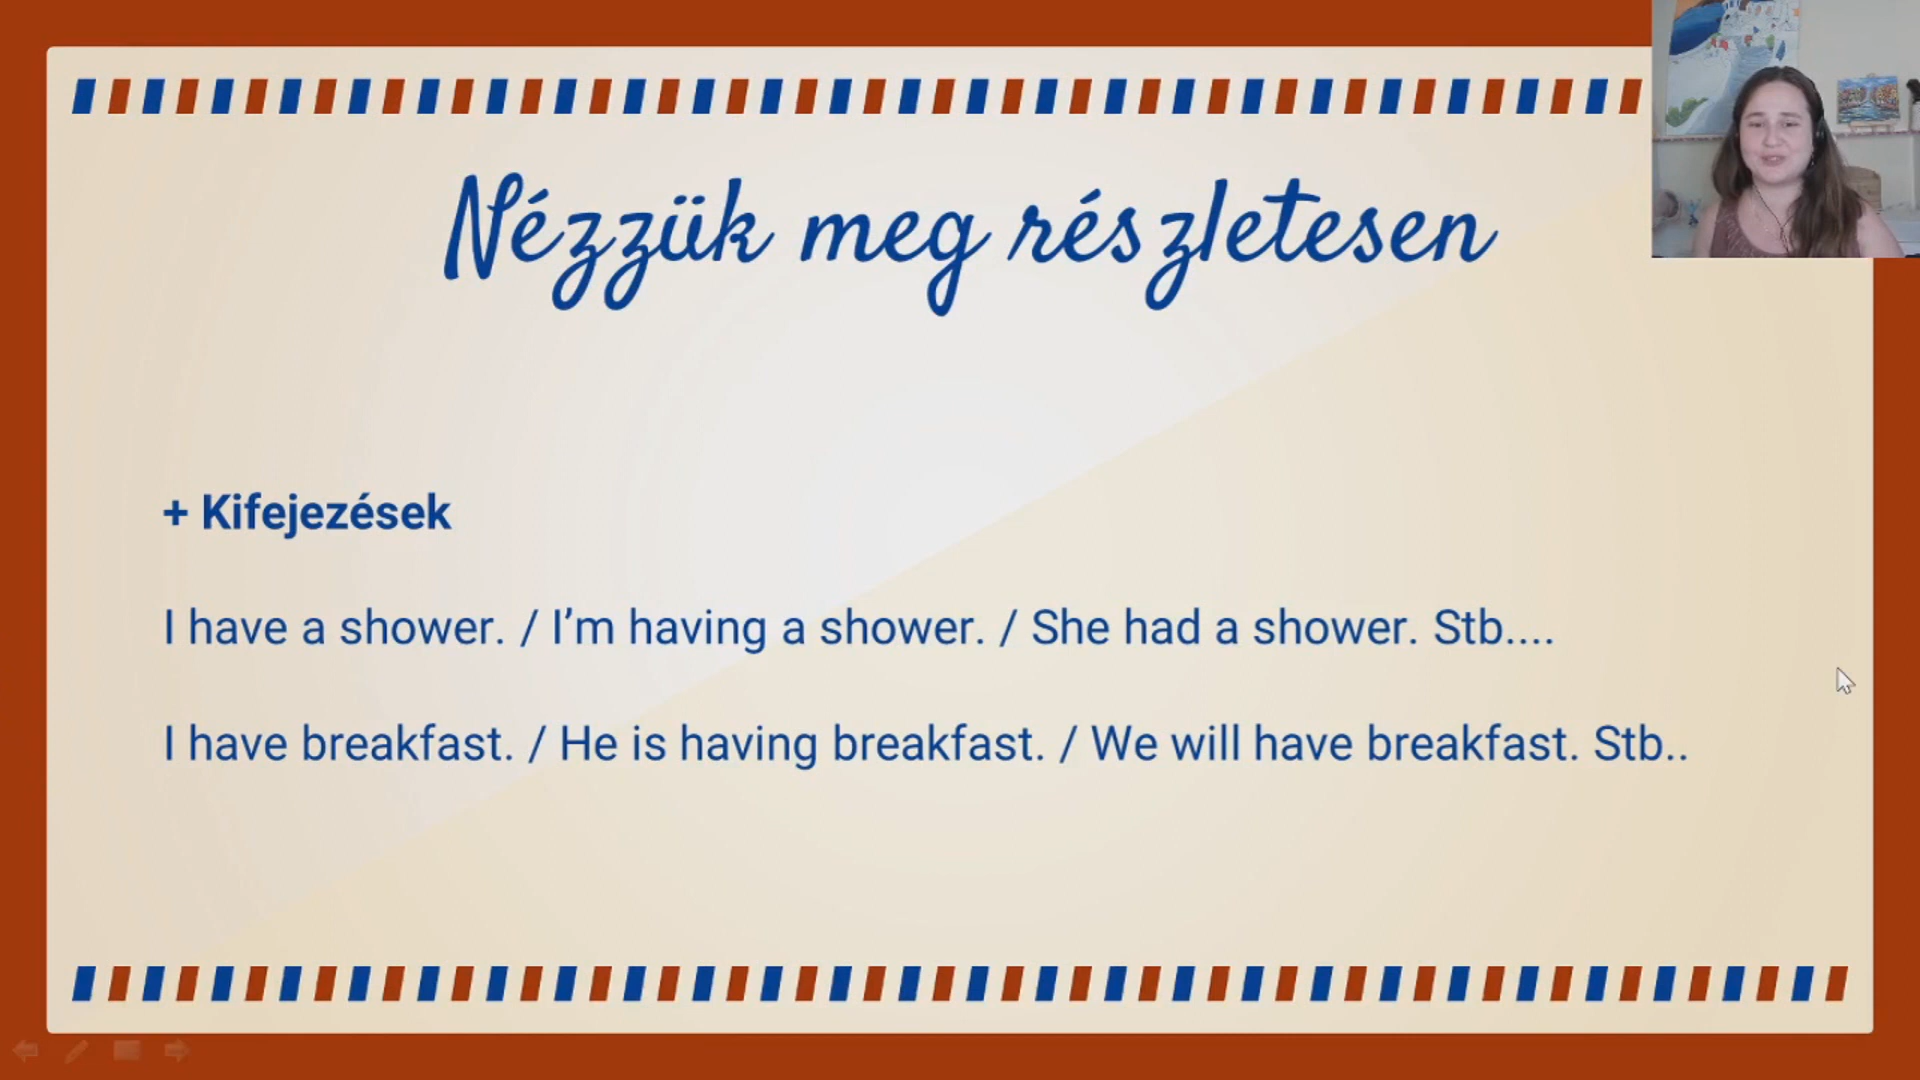 Nézzük meg részletesen
+ Kifejezések
I have a shower. / I’m having a shower. / She had a shower. Stb....
I have breakfast. / He is having breakfast. / We will have breakfast. Stb..